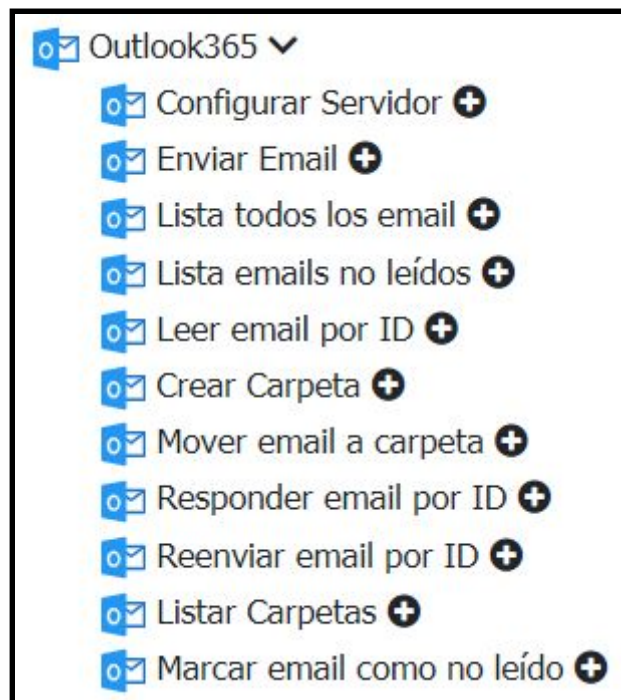 Outlook365
Configurar Servidor
Enviar Email
Lista todos los email
Lista emails no leídos
Leer email por ID
Crear Carpeta
Mover email a carpeta
Responder email por ID
Reenviar email por ID
Listar Carpetas
Marcar email como no leído